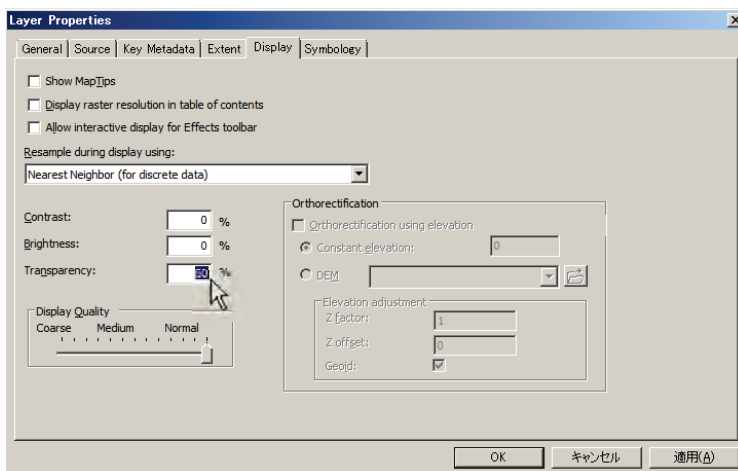 Layer Properties
General Source Key Metadata Extent Display Symbology
Show MapTips
Display raster resolution in table of contents
Allow interactive display for Effects toolbar
Resample during display using:
Nearest Neighbor (for discrete data)
Contrast: 0 %
Brightness: 0 %
Transparency: 50 %
Display Quality
Coarse Medium Normal
Orthorectification
Orthorectification using elevation
Constant elevation: 0
DEM
Elevation adjustment
Z factor: 1
Z offset: 0
Geoid:
OK キャンセル 適用(A)